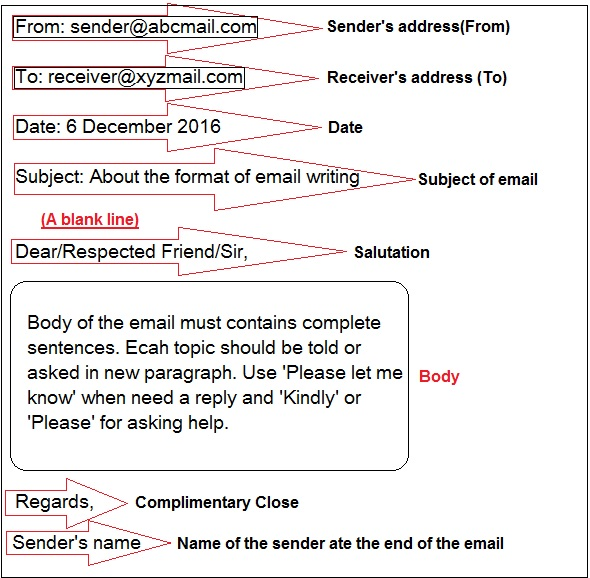 From: sender@abcmail.com Sender's address(From)
To: receiver@xyzmail.com Receiver's address (To)
Date: 6 December 2016 Date
Subject: About the format of email writing Subject of email
(A blank line)
Dear/Respected Friend/Sir, Salutation
Body of the email must contains complete
sentences. Ecah topic should be told or
asked in new paragraph. Use 'Please let me
know' when need a reply and 'Kindly' or
'Please' for asking help.
Body
Regards, Complimentary Close
Sender's name Name of the sender ate the end of the email